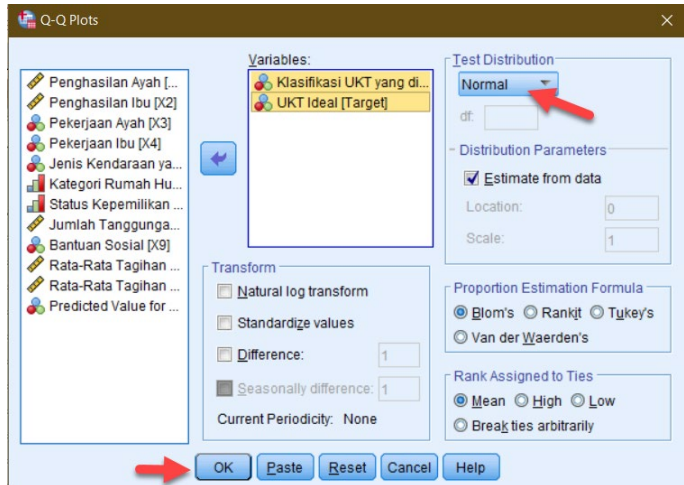 Q-Q Plots
Penghasilan Ayah [...
Penghasilan Ibu [X2]
Pekerjaan Ayah [X3]
Pekerjaan Ibu [X4]
Jenis Kendaraan ya...
Kategori Rumah Hu...
Status Kepemilikan ...
Jumlah Tanggunga...
Bantuan Sosial [X9]
Rata-Rata Tagihan ...
Rata-Rata Tagihan ...
Predicted Value for ...
Variables:
Klasifikasi UKT yang di...
UKT Ideal [Target]
Transform
Natural log transform
Standardize values
Difference: 1
Seasonally difference: 1
Current Periodicity: None
Test Distribution
Normal
df:
Distribution Parameters
Estimate from data
Location: 0
Scale: 1
Proportion Estimation Formula
Blom's Rankit Tukey's
Van der Waerden's
Rank Assigned to Ties
Mean High Low
Break ties arbitrarily
OK Paste Reset Cancel Help